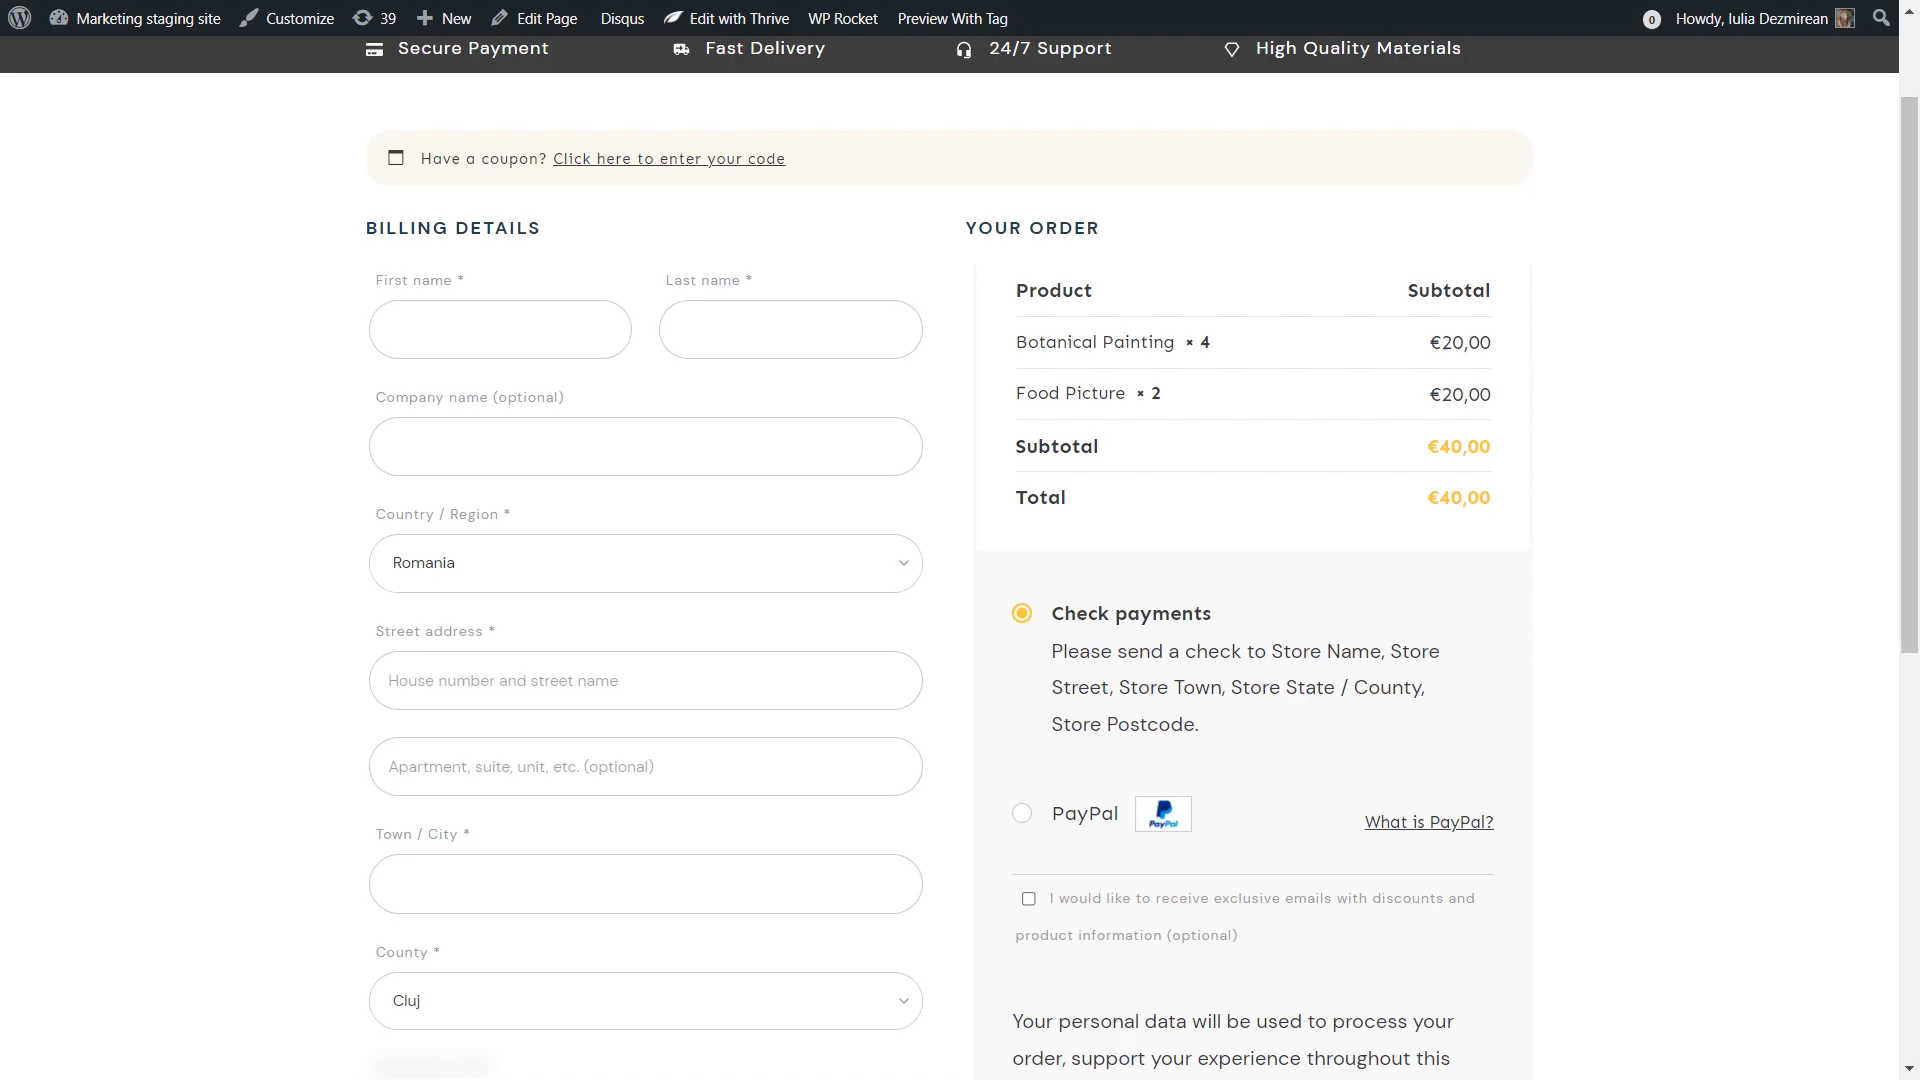 Marketing staging site Customize 39 New Edit Page Disqus Edit with Thrive WP Rocket Preview With Tag 0 Howdy, Iulia Dezmirean
Secure Payment Fast Delivery 24/7 Support High Quality Materials
Have a coupon? Click here to enter your code
BILLING DETAILS
First name * Last name *
Company name (optional)
Country / Region *
Romania
Street address *
House number and street name
Apartment, suite, unit, etc. (optional)
Town / City *
County *
Cluj
YOUR ORDER
Product Subtotal
Botanical Painting × 4 €20,00
Food Picture × 2 €20,00
Subtotal €40,00
Total €40,00
Check payments
Please send a check to Store Name, Store
Street, Store Town, Store State / County,
Store Postcode.
PayPal PayPal What is PayPal?
I would like to receive exclusive emails with discounts and
product information (optional)
Your personal data will be used to process your
order, support your experience throughout this